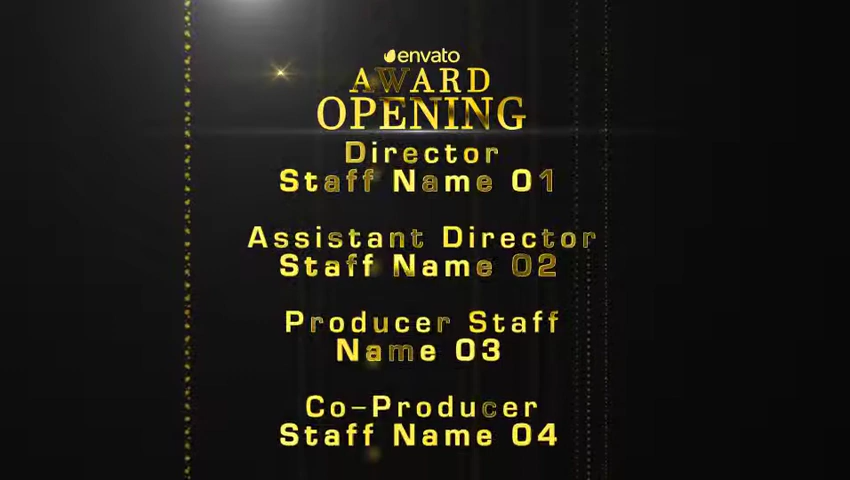 envato
AWARD
OPENING
Director
Staff Name 01
Assistant Director
Staff Name 02
Producer Staff
Name 03
Co-Producer
Staff Name 04